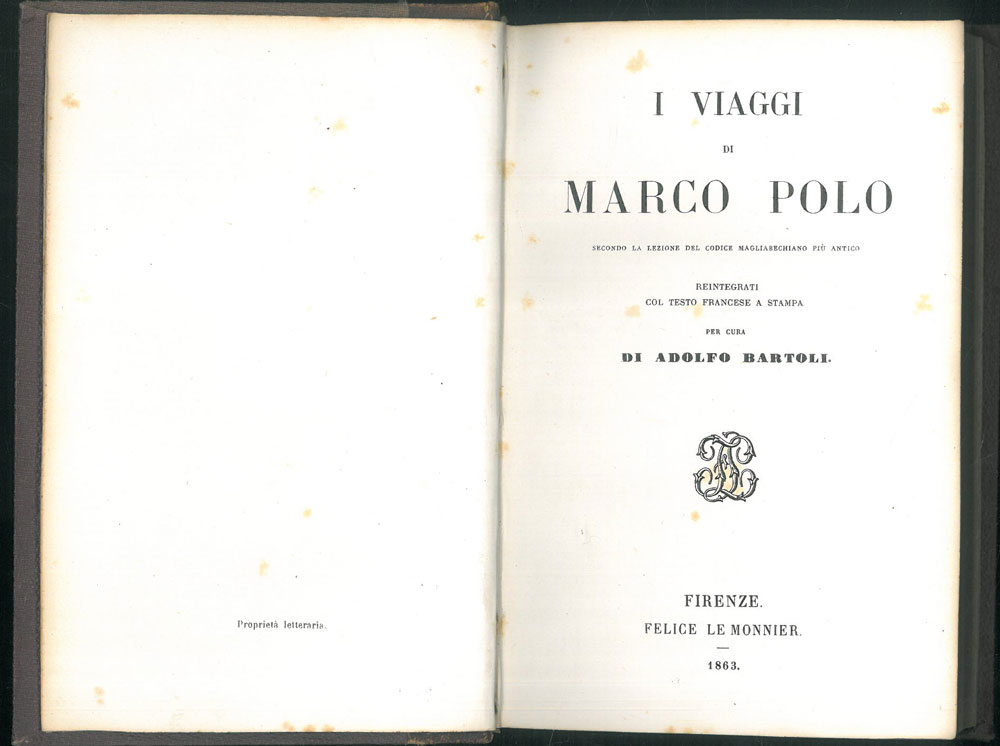 Proprietà letteraria.
I VIAGGI
DI
MARCO POLO
SECONDO LA LEZIONE DEL CODICE MAGLIABECHIANO PIÙ ANTICO
REINTEGRATI
COL TESTO FRANCESE A STAMPA
PER CURA
DI ADOLFO BARTOLI.
FIRENZE.
FELICE LE MONNIER.
1863.